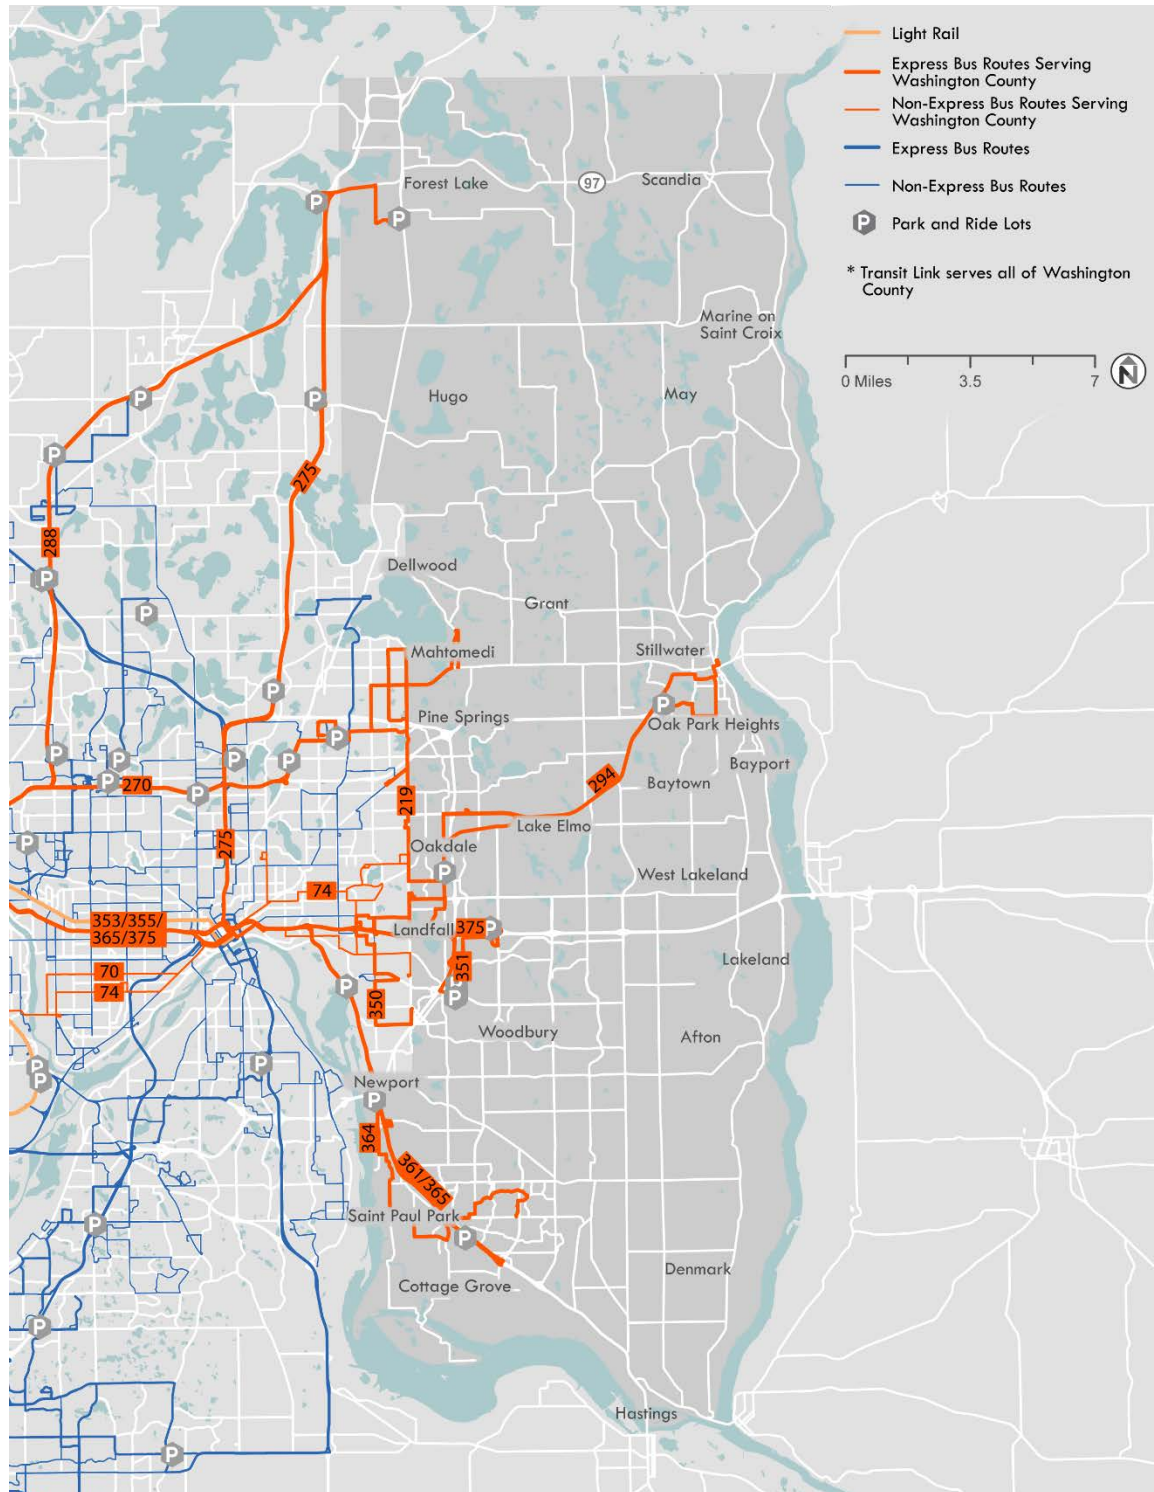 Light Rail
Express Bus Routes Serving
Washington County
Non-Express Bus Routes Serving
Washington County
Express Bus Routes
Non-Express Bus Routes
P
Park and Ride Lots
* Transit Link serves all of Washington
County
0 Miles
3.5
7
N
Forest Lake
97
Scandia
P
P
Marine on
Saint Croix
P
P
Hugo
May
P
275
288
Dellwood
P
Grant
P
Mahtomedi
Stillwater
P
P
Pine Springs
Oak Park Heights
P
P
P
P
P
Bayport
P
270
P
294
Baytown
219
Lake Elmo
P
275
Oakdale
P
West Lakeland
74
353/355/
365/375
Landfall
375
P
Lakeland
70
351
74
P
350
P
Woodbury
Afton
P
P
P
Newport
P
364
361/365
Saint Paul Park
P
P
Denmark
Cottage Grove
P
Hastings
P